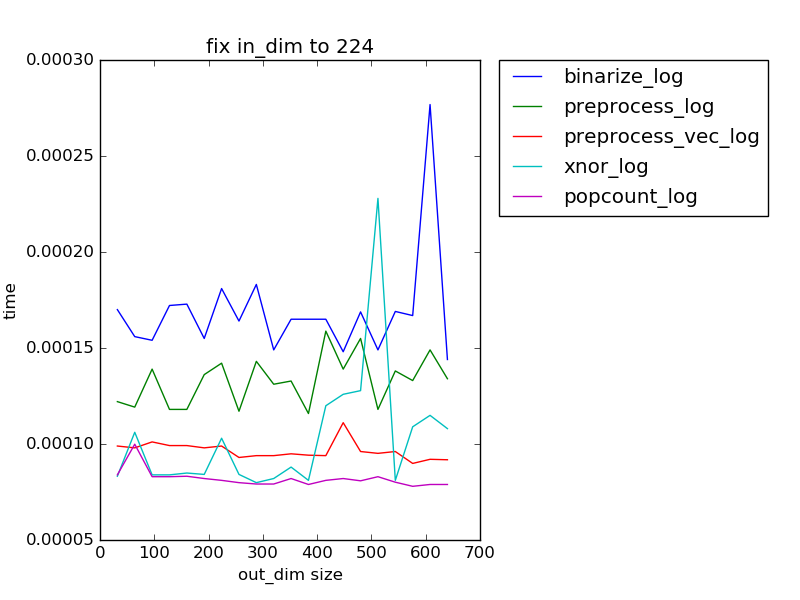 fix in_dim to 224
0.00030
0.00025
0.00020
0.00015
0.00010
0.00005
time
0 100 200 300 400 500 600 700
out_dim size
binarize_log
preprocess_log
preprocess_vec_log
xnor_log
popcount_log